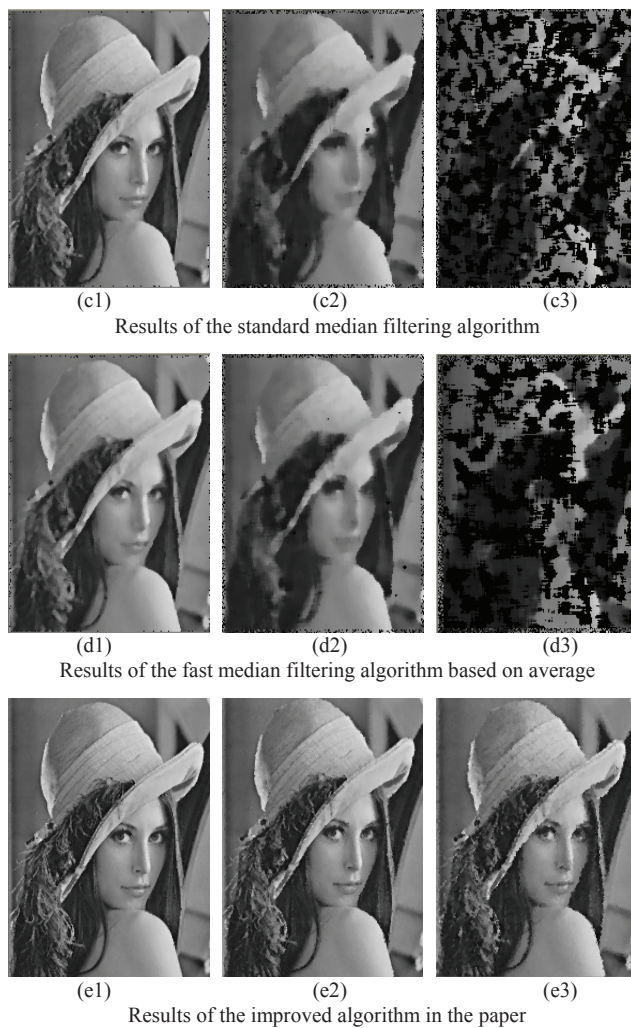 (c1) (c2) (c3)
Results of the standard median filtering algorithm
(d1) (d2) (d3)
Results of the fast median filtering algorithm based on average
(e1) (e2) (e3)
Results of the improved algorithm in the paper